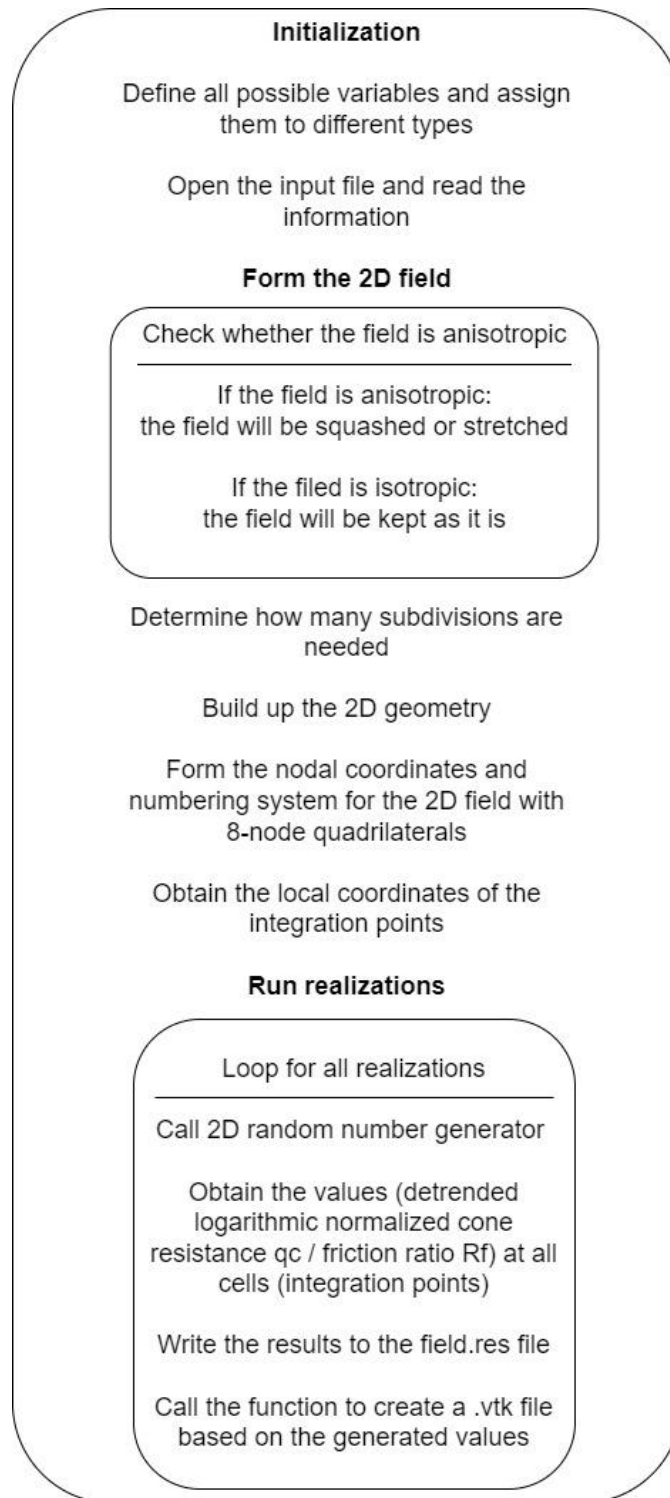 Initialization
Define all possible variables and assign
them to different types
Open the input file and read the
information
Form the 2D field
Check whether the field is anisotropic
If the field is anisotropic:
the field will be squashed or stretched
If the filed is isotropic:
the field will be kept as it is
Determine how many subdivisions are
needed
Build up the 2D geometry
Form the nodal coordinates and
numbering system for the 2D field with
8-node quadrilaterals
Obtain the local coordinates of the
integration points
Run realizations
Loop for all realizations
Call 2D random number generator
Obtain the values (detrended
logarithmic normalized cone
resistance qc / friction ratio Rf) at all
cells (integration points)
Write the results to the field.res file
Call the function to create a .vtk file
based on the generated values